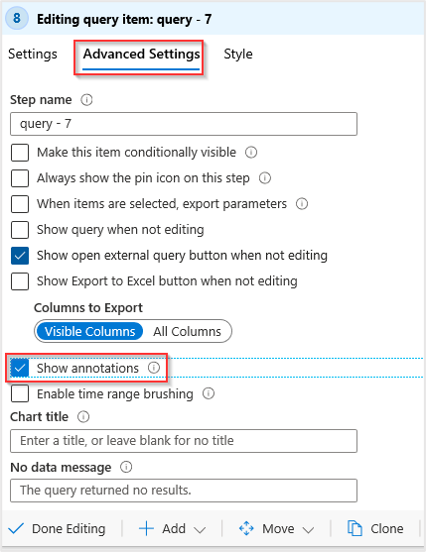 8 Editing query item: query - 7
Settings Advanced Settings Style
Step name
query - 7
Make this item conditionally visible
Always show the pin icon on this step
When items are selected, export parameters
Show query when not editing
Show open external query button when not editing
Show Export to Excel button when not editing
Columns to Export
Visible Columns All Columns
Show annotations
Enable time range brushing
Chart title
Enter a title, or leave blank for no title
No data message
The query returned no results.
Done Editing Add Move Clone